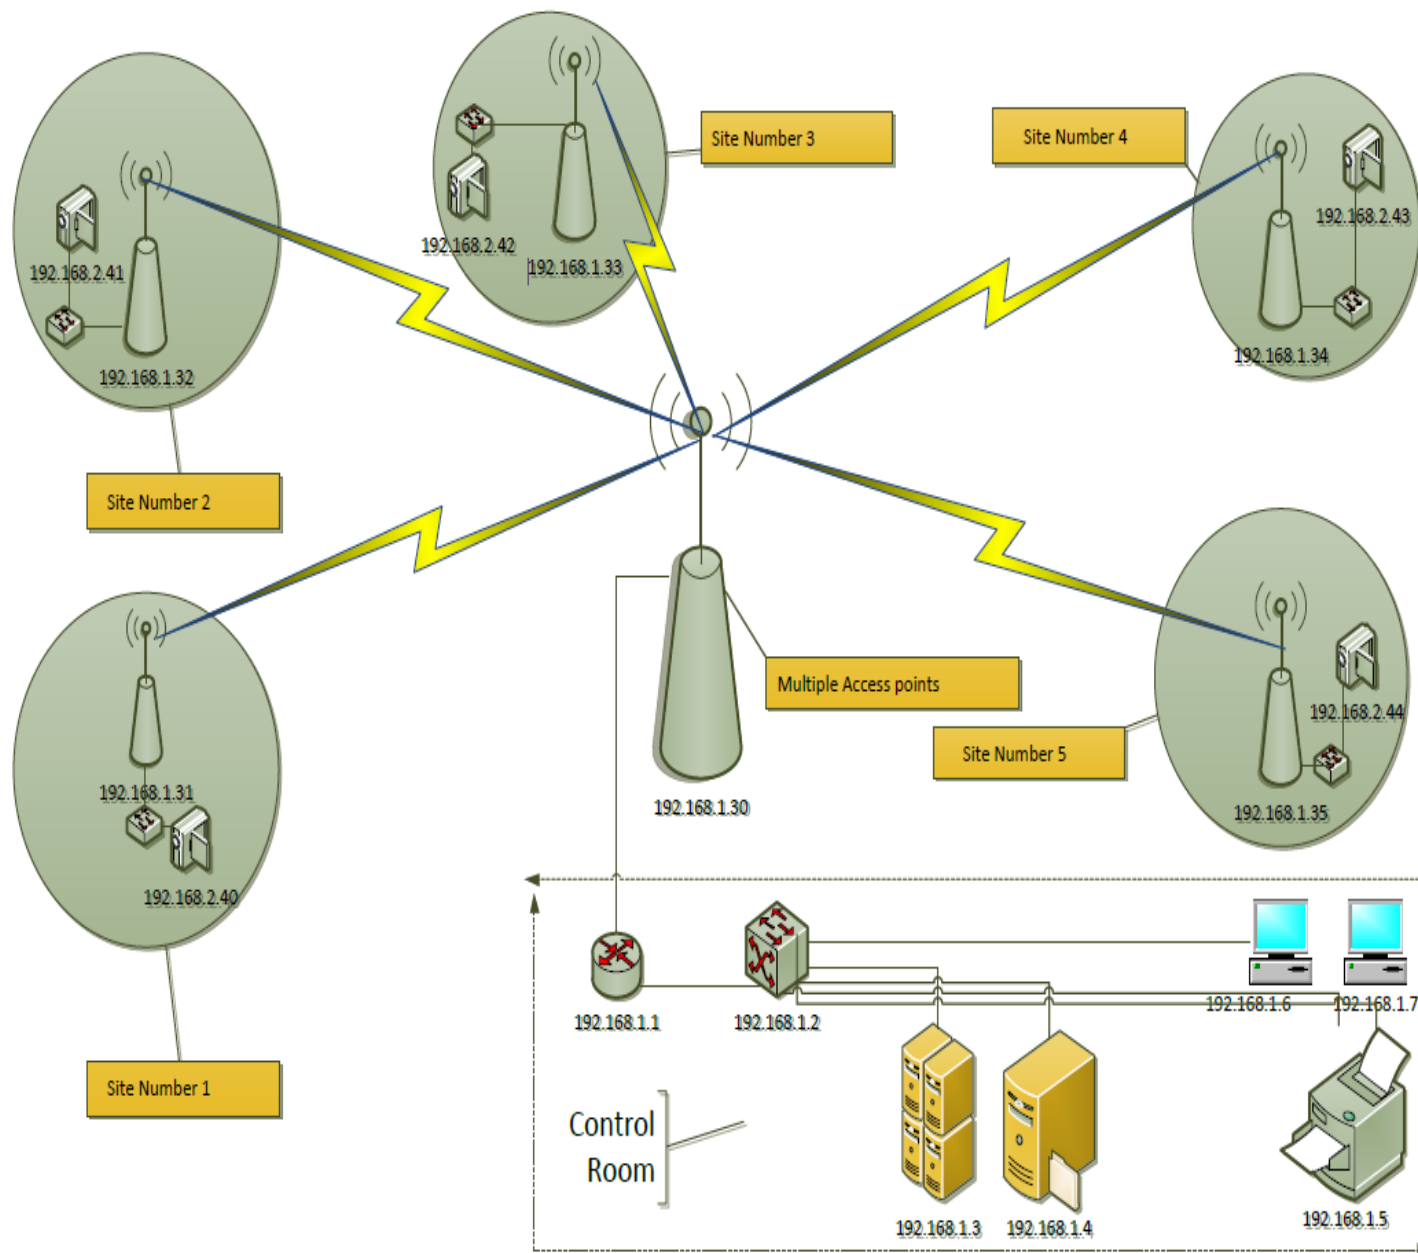 Site Number 3
Site Number 4
192.168.2.43
192.168.2.42
192.168.1.33
192.168.2.41
192.168.1.34
192.168.1.32
Site Number 2
Multiple Access points
192.168.2.44
Site Number 5
192.168.1.31
192.168.1.30
192.168.1.35
192.168.2.40
192.168.1.6
192.168.1.7
192.168.1.1
192.168.1.2
Site Number 1
Control
Room
192.168.1.3
192.168.1.4
192.168.1.5